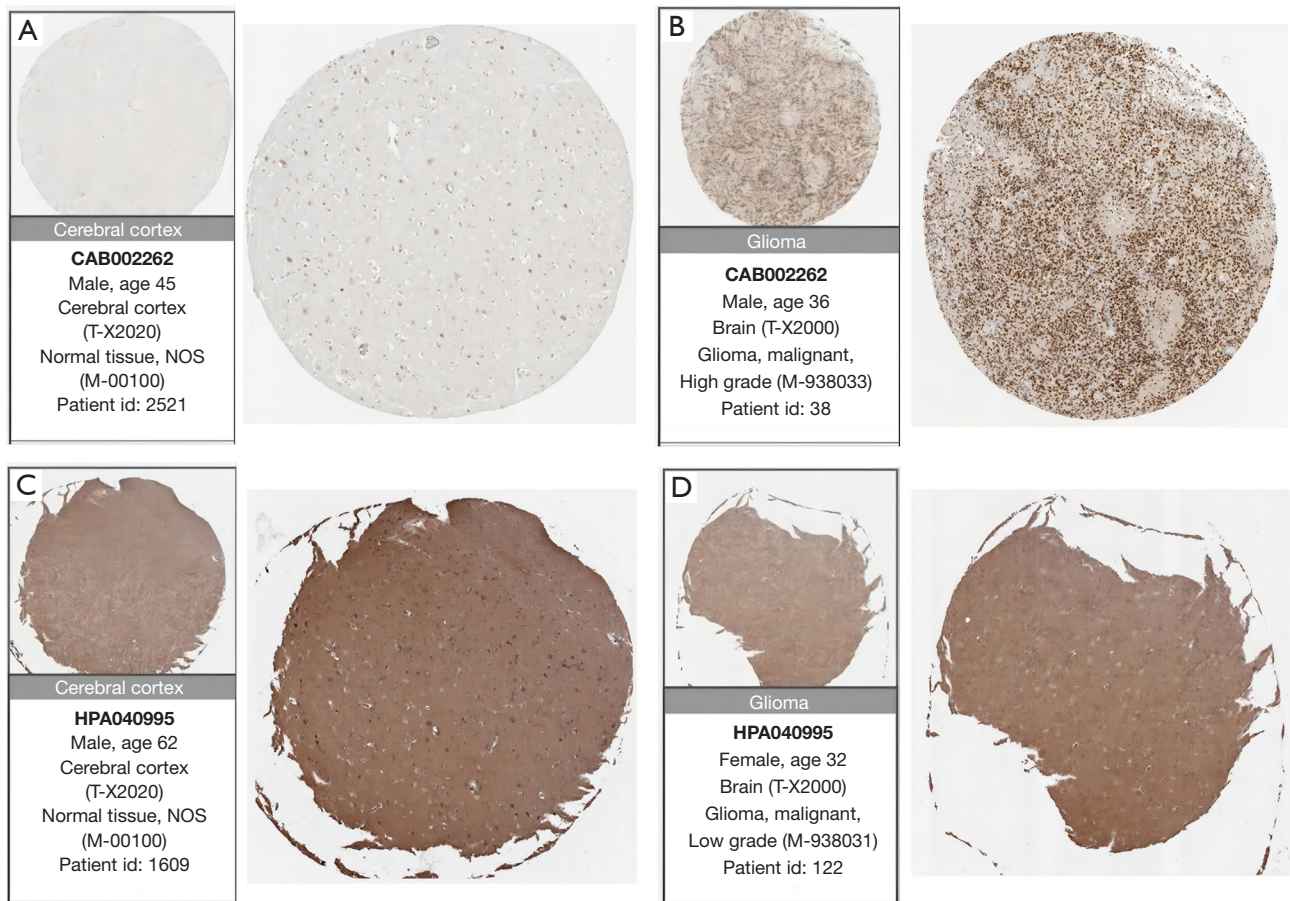 A
Cerebral cortex
CAB002262
Male, age 45
Cerebral cortex
(T-X2020)
Normal tissue, NOS
(M-00100)
Patient id: 2521
B
Glioma
CAB002262
Male, age 36
Brain (T-X2000)
Glioma, malignant,
High grade (M-938033)
Patient id: 38
C
Cerebral cortex
HPA040995
Male, age 62
Cerebral cortex
(T-X2020)
Normal tissue, NOS
(M-00100)
Patient id: 1609
D
Glioma
HPA040995
Female, age 32
Brain (T-X2000)
Glioma, malignant,
Low grade (M-938031)
Patient id: 122